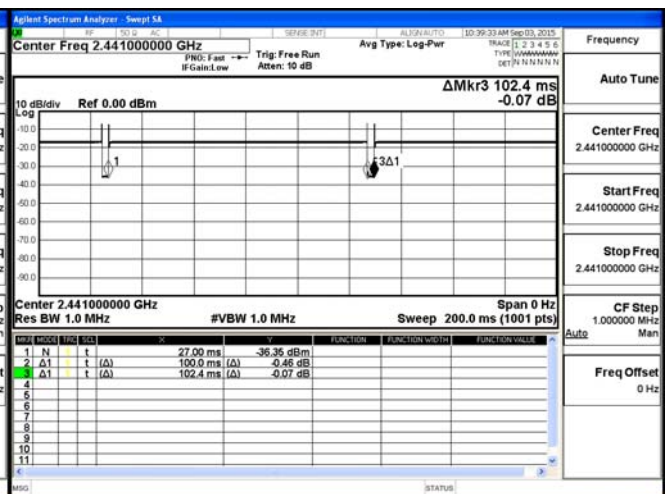 Agilent Spectrum Analyzer - Swept SA
RF 50 Ω AC SENSE:INT ALIGNAUTO 10:39:33 AM Sep 03, 2015
Center Freq 2.441000000 GHz
PNO: Fast
IFGain:Low
Trig: Free Run
Atten: 10 dB
Avg Type: Log-Pwr
TRACE 1 2 3 4 5 6
TYPE
DET N N N N N N
Frequency
Auto Tune
Center Freq
2.441000000 GHz
Start Freq
2.441000000 GHz
Stop Freq
2.441000000 GHz
CF Step
1.000000 MHz
Auto Man
Freq Offset
0 Hz
ΔMkr3 102.4 ms
-0.07 dB
10 dB/div Ref 0.00 dBm
Log
-10.0
-20.0
-30.0
-40.0
-50.0
-60.0
-70.0
-80.0
-90.0
1
3Δ1
Center 2.441000000 GHz Span 0 Hz
Res BW 1.0 MHz #VBW 1.0 MHz Sweep 200.0 ms (1001 pts)
MKR MODE TRC SCL X Y FUNCTION FUNCTION WIDTH FUNCTION VALUE
1 N t 27.00 ms -36.35 dBm
2 Δ1 t (Δ) 100.0 ms (Δ) -0.46 dB
3 Δ1 t (Δ) 102.4 ms (Δ) -0.07 dB
4
5
6
7
8
9
10
11
MSG STATUS